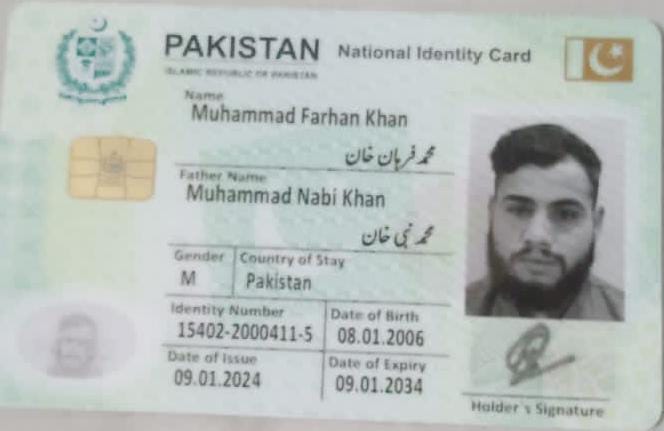 PAKISTAN National Identity Card
ISLAMIC REPUBLIC OF PAKISTAN
Name
Muhammad Farhan Khan
محمد فرہان خان
Father Name
Muhammad Nabi Khan
محمد نبی خان
Gender Country of Stay
M Pakistan
Identity Number Date of Birth
15402-2000411-5 08.01.2006
Date of Issue Date of Expiry
09.01.2024 09.01.2034
Holder's Signature